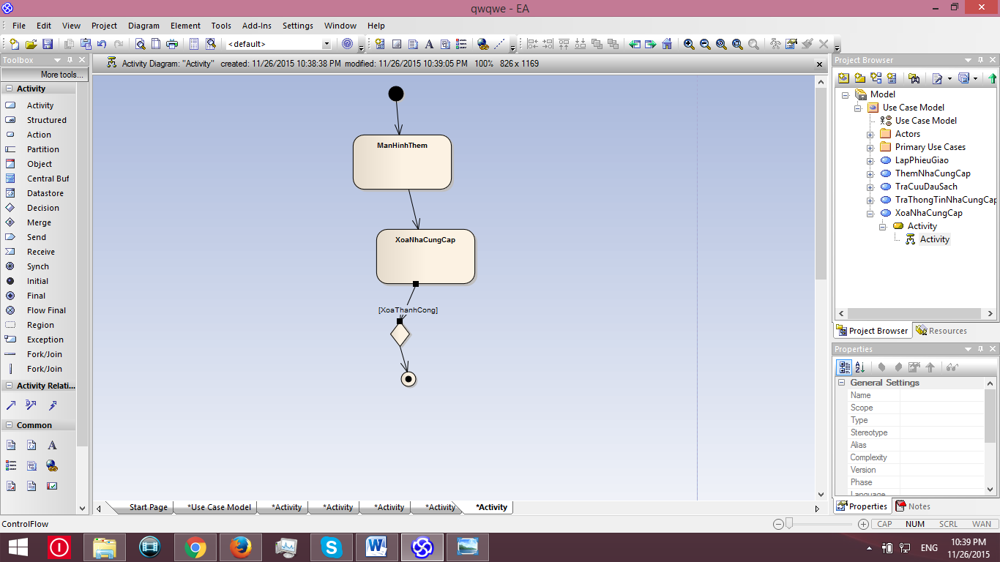 qwqwe - EA
File Edit View Project Diagram Element Tools Add-Ins Settings Window Help
<default>
Toolbox
More tools...
Activity
Activity
Structured
Action
Partition
Object
Central Buf
Datastore
Decision
Merge
Send
Receive
Synch
Initial
Final
Flow Final
Region
Exception
Fork/Join
Fork/Join
Activity Relati...
Common
Activity Diagram: "Activity" created: 11/26/2015 10:38:38 PM modified: 11/26/2015 10:39:05 PM 100% 826 x 1169
ManHinhThem
XoaNhaCungCap
[XoaThanhCong]
Start Page *Use Case Model *Activity *Activity *Activity *Activity *Activity
Project Browser
Model
Use Case Model
Use Case Model
Actors
Primary Use Cases
LapPhieuGiao
ThemNhaCungCap
TraCuuDauSach
TraThongTinNhaCungCap
XoaNhaCungCap
Activity
Activity
Project Browser Resources
Properties
General Settings
Name
Scope
Type
Stereotype
Alias
Complexity
Version
Phase
Language
Properties Notes
ControlFlow
CAP NUM SCRL WAN
ENG
10:39 PM
11/26/2015